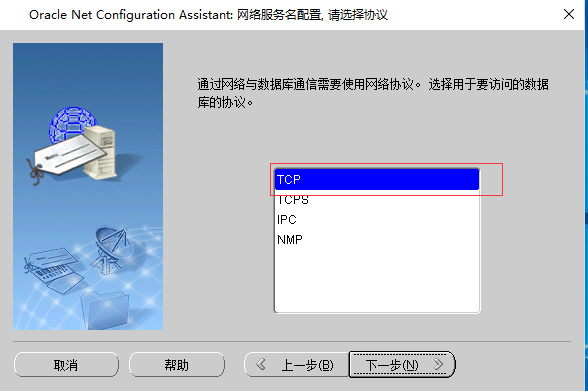 Oracle Net Configuration Assistant: 网络服务名配置, 请选择协议
通过网络与数据库通信需要使用网络协议。 选择用于要访问的数据
库的协议。
TCP
TCPS
IPC
NMP
取消 帮助 上一步(B) 下一步(N)